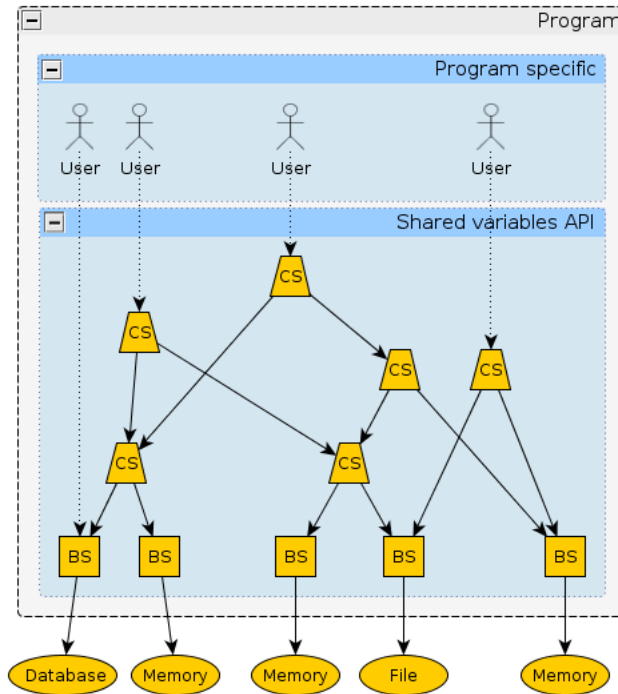 Program
Program specific
User User User User
Shared variables API
CS
CS
CS CS
CS CS
BS BS BS BS BS
Database Memory Memory File Memory